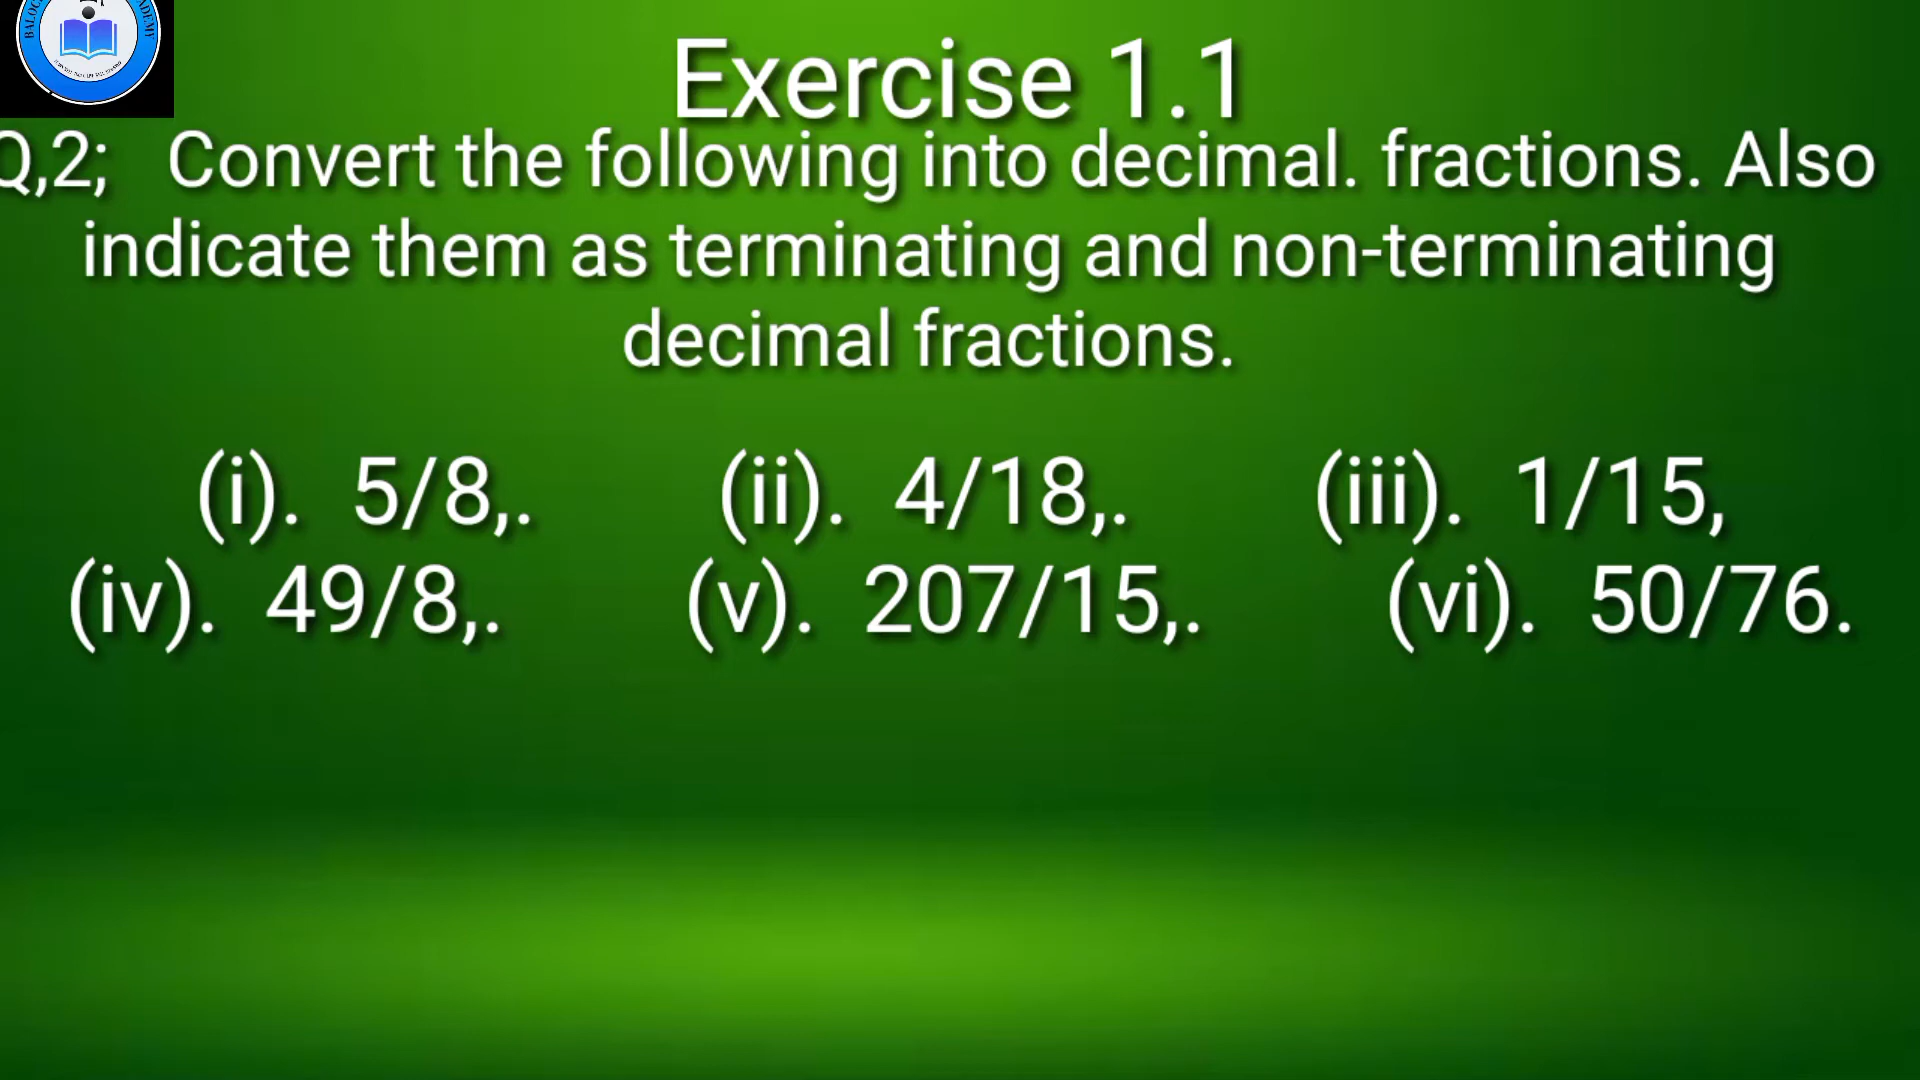 Exercise 1.1
Q,2; Convert the following into decimal. fractions. Also
indicate them as terminating and non-terminating
decimal fractions.
(i). 5/8,. (ii). 4/18,. (iii). 1/15,
(iv). 49/8,. (v). 207/15,. (vi). 50/76.